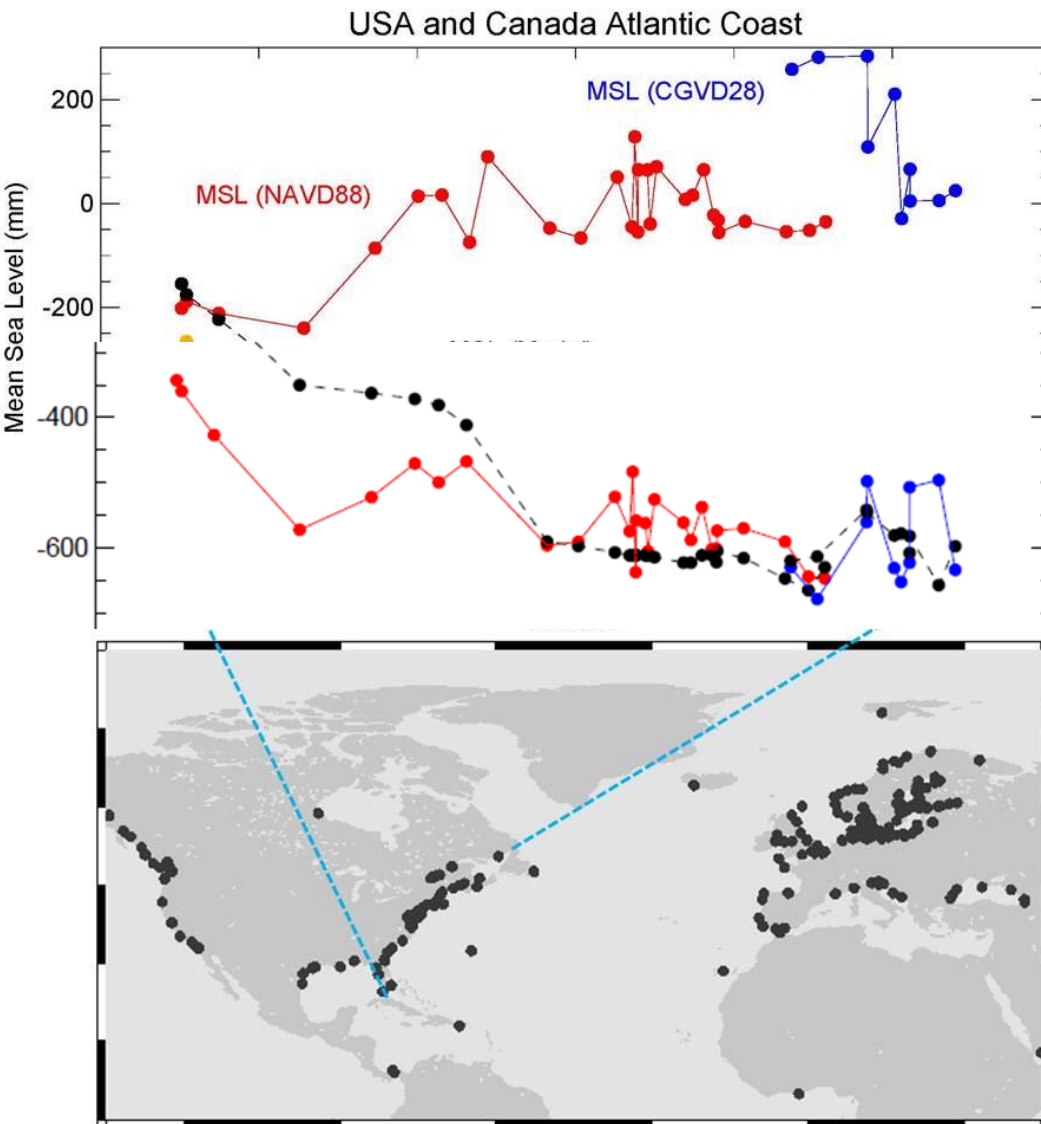 USA and Canada Atlantic Coast
MSL (CGVD28)
MSL (NAVD88)
Mean Sea Level (mm)
200
0
-200
-400
-600